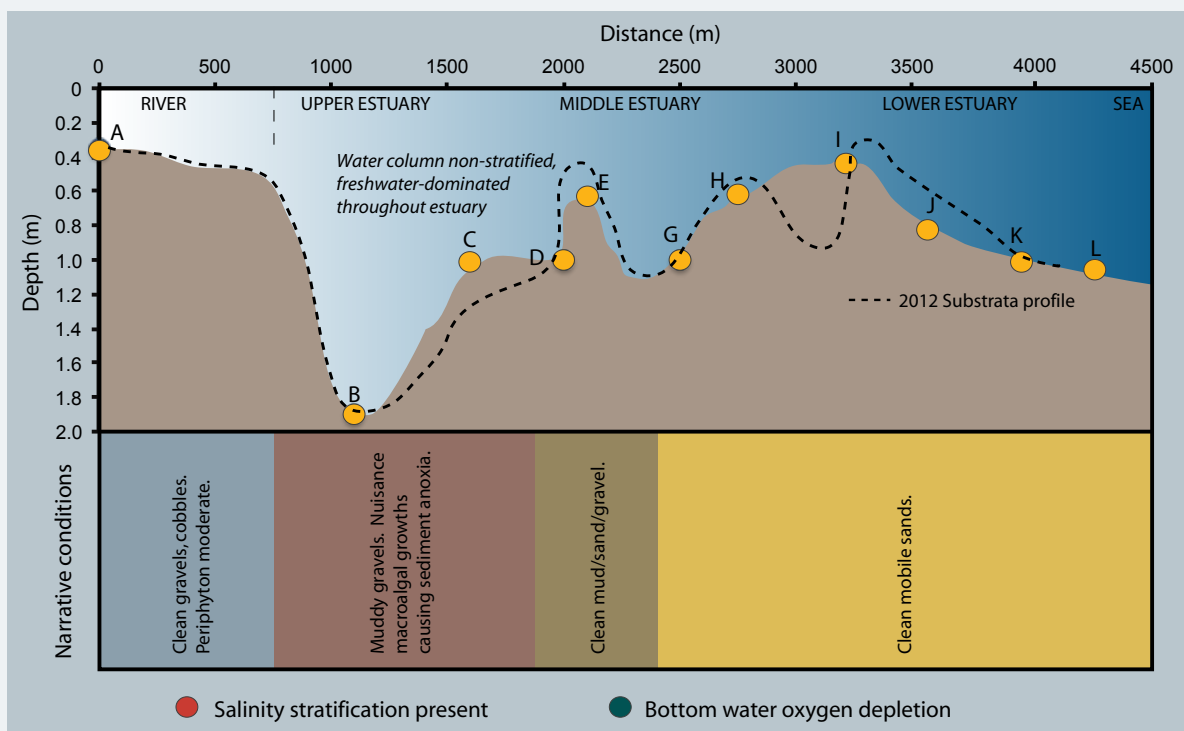 Distance (m)
0 500 1000 1500 2000 2500 3000 3500 4000 4500
Depth (m)
0
0.2
0.4
0.6
0.8
1.0
1.2
1.4
1.6
1.8
2.0
RIVER UPPER ESTUARY MIDDLE ESTUARY LOWER ESTUARY SEA
A
B
C
D
E
G
H
I
J
K
L
Water column non-stratified,
freshwater-dominated
throughout estuary
2012 Substrata profile
Narrative conditions
Clean gravels, cobbles.
Periphyton moderate.
Muddy gravels. Nuisance
macroalgal growths
causing sediment anoxia.
Clean mud/sand/gravel.
Clean mobile sands.
Salinity stratification present
Bottom water oxygen depletion